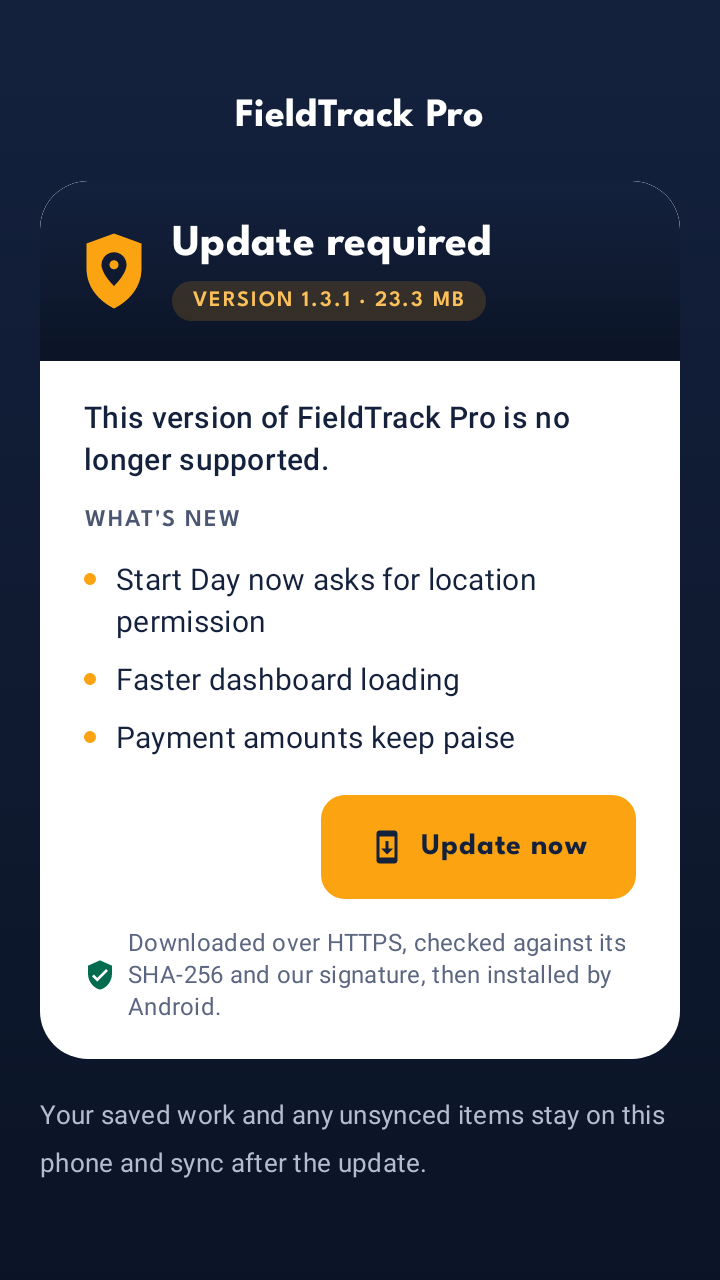 FieldTrack Pro
Update required
VERSION 1.3.1 · 23.3 MB
This version of FieldTrack Pro is no
longer supported.
WHAT'S NEW
Start Day now asks for location
permission
Faster dashboard loading
Payment amounts keep paise
Update now
Downloaded over HTTPS, checked against its
SHA-256 and our signature, then installed by
Android.
Your saved work and any unsynced items stay on this
phone and sync after the update.